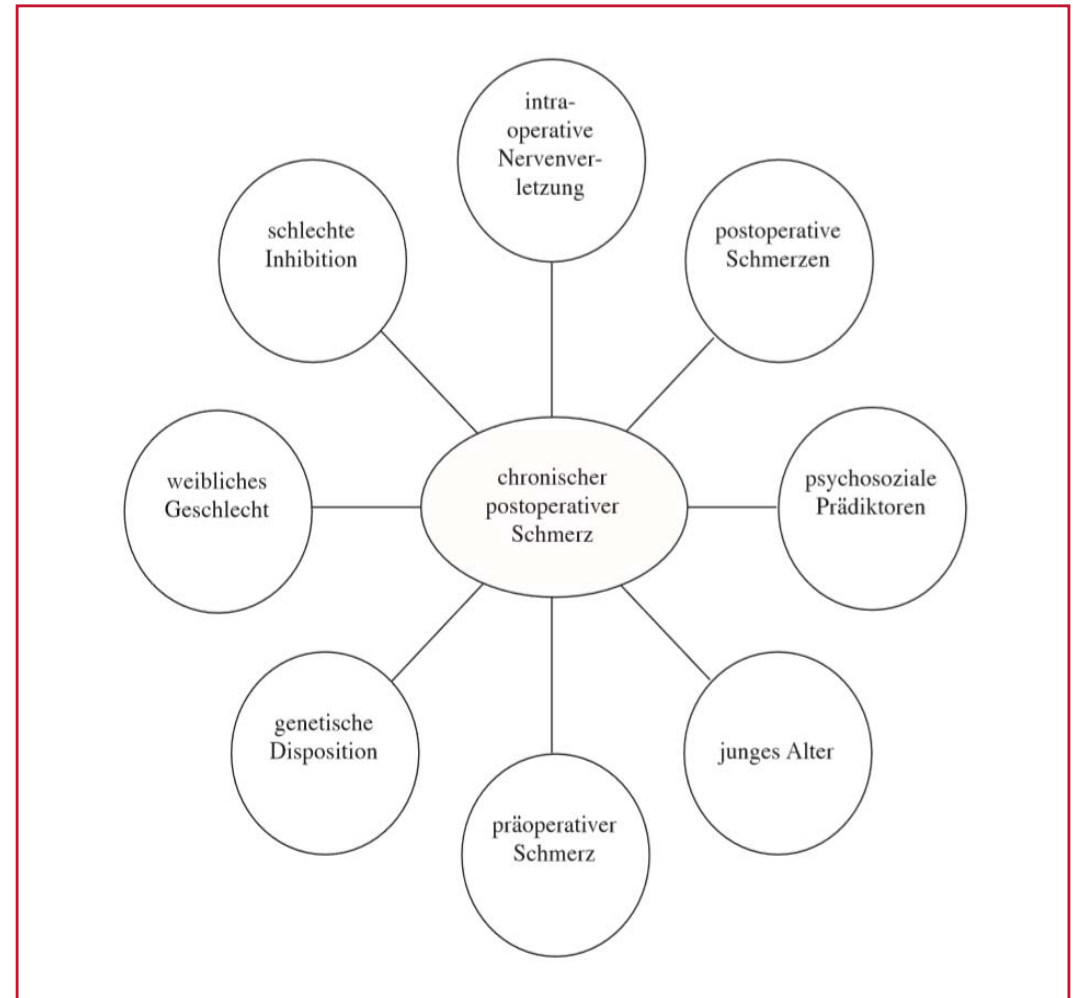 intra-
operative
Nervenver-
letzung
schlechte
Inhibition
postoperative
Schmerzen
weibliches
Geschlecht
chronischer
postoperativer
Schmerz
psychosoziale
Prädiktoren
genetische
Disposition
junges Alter
präoperativer
Schmerz